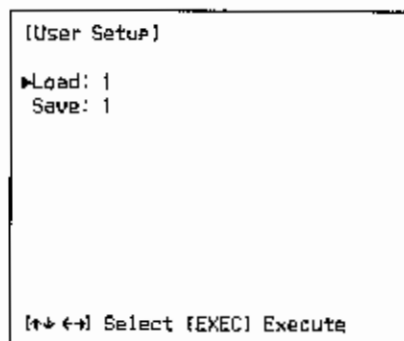 [User Setup]
▶Load: 1
Save: 1
[↑↓ ←→] Select [EXEC] Execute